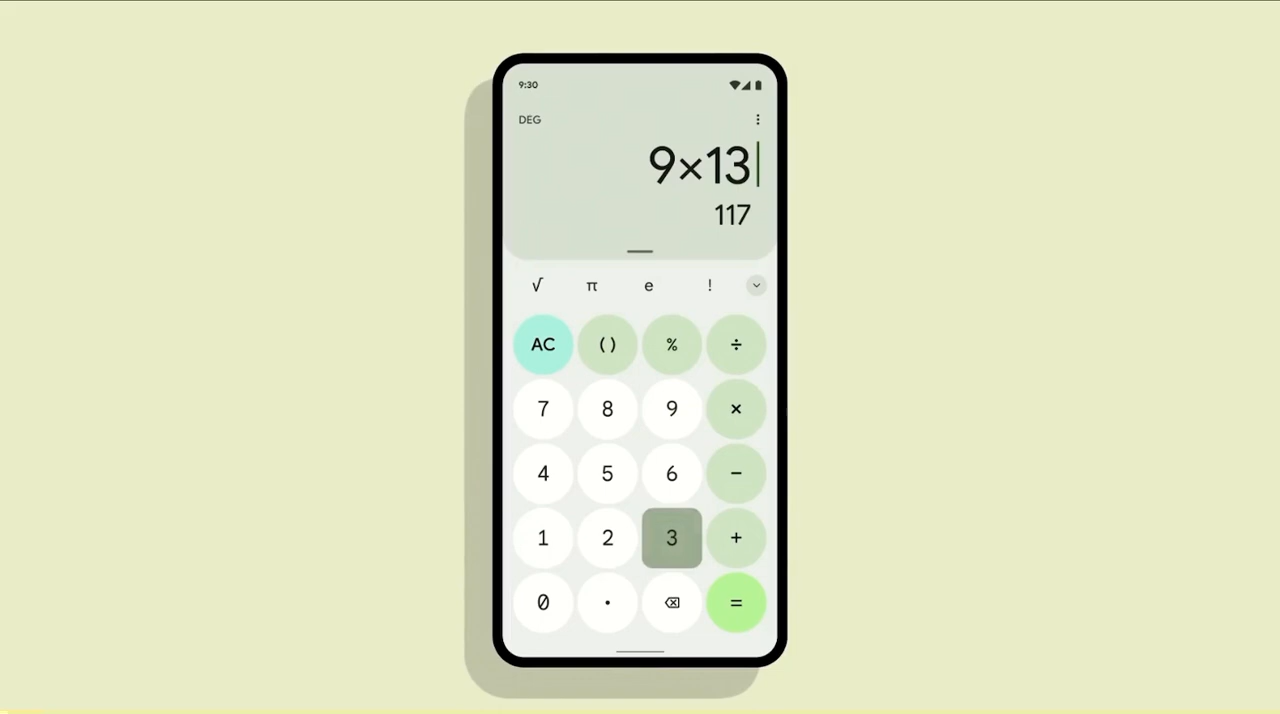 9:30
DEG
9×13
117
√ π e !
AC ( ) % ÷
7 8 9 ×
4 5 6 −
1 2 3 +
0 . =